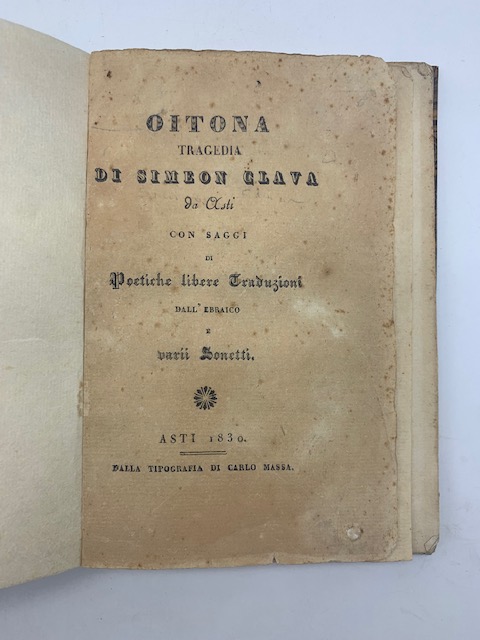 OITONA
TRAGEDIA
DI SIMEON CLAVA
da Asti
CON SAGGI
DI
Poetiche libere Traduzioni
DALL'EBRAICO
E
varii Sonetti.
ASTI 1830.
DALLA TIPOGRAFIA DI CARLO MASSA.